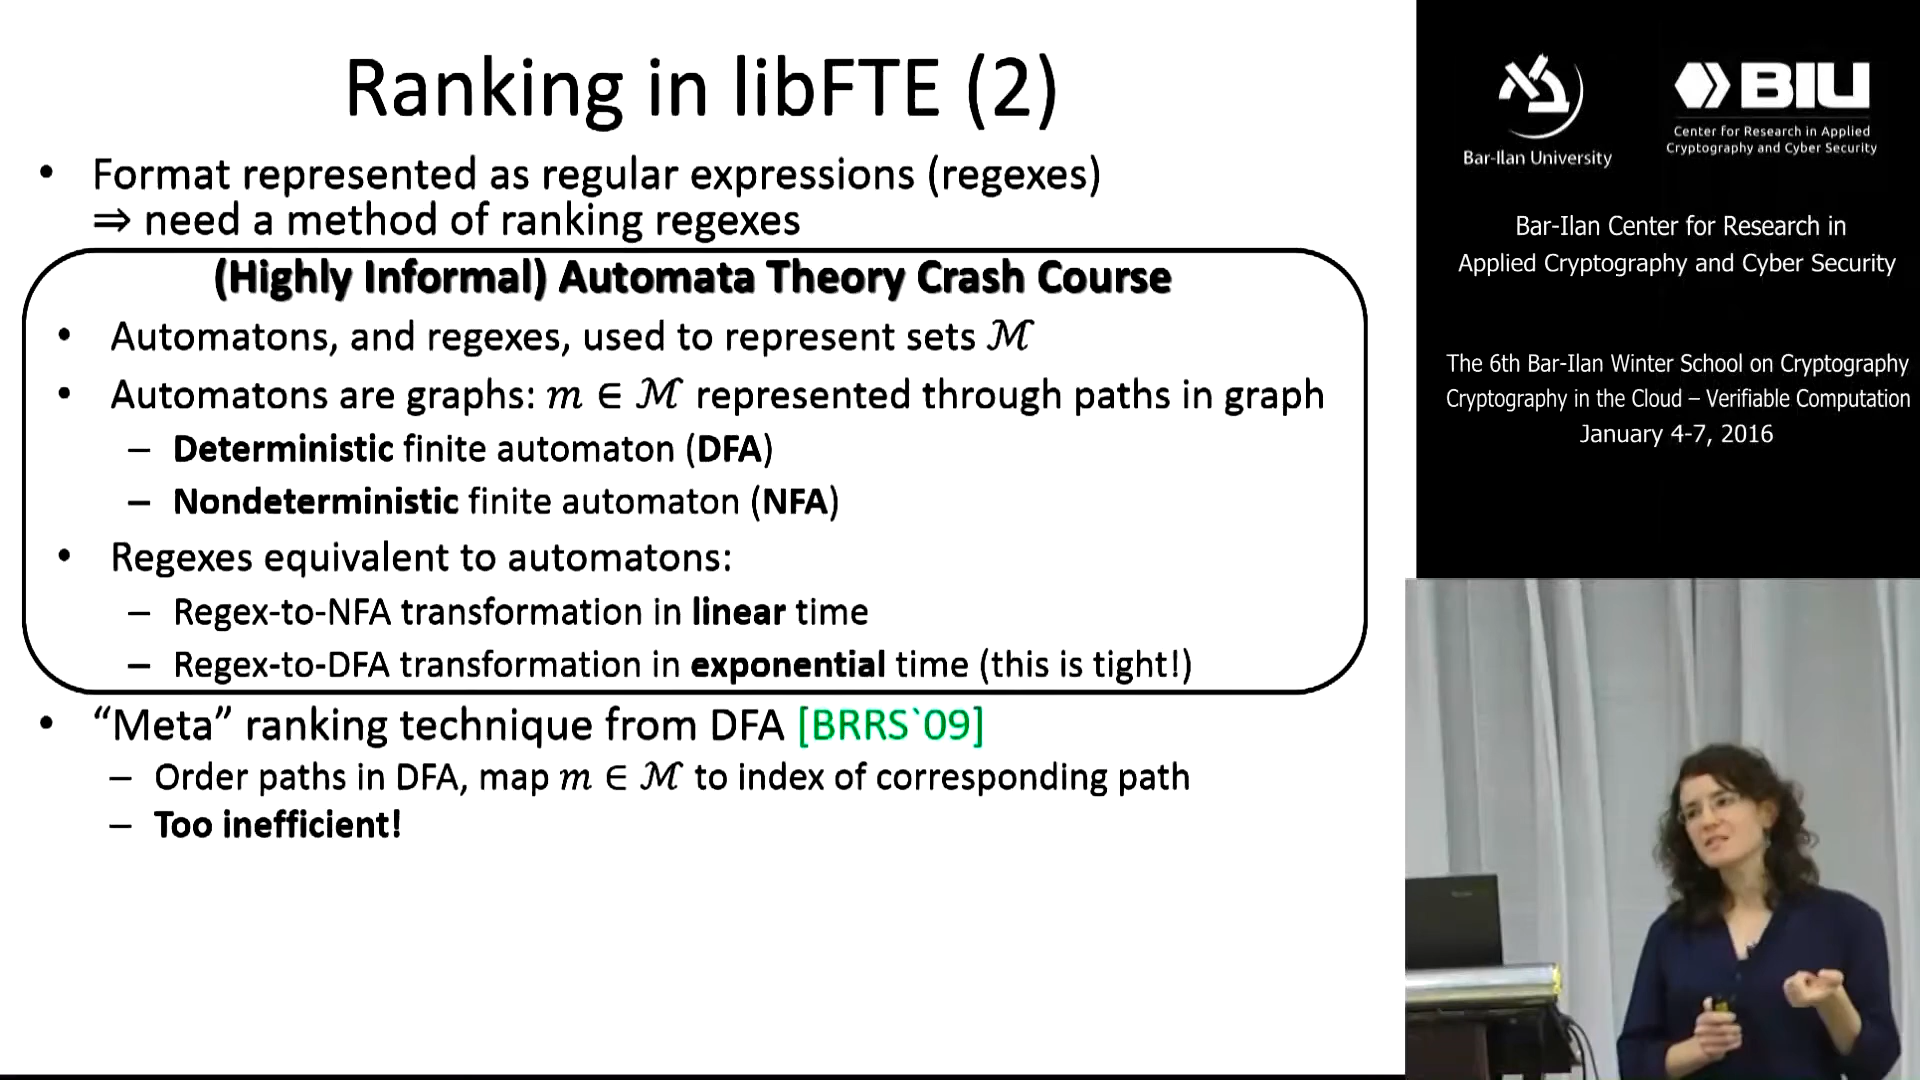 Ranking in libFTE (2)
• Format represented as regular expressions (regexes)
⇒ need a method of ranking regexes
(Highly Informal) Automata Theory Crash Course
• Automatons, and regexes, used to represent sets ℳ
• Automatons are graphs: m ∈ ℳ represented through paths in graph
– Deterministic finite automaton (DFA)
– Nondeterministic finite automaton (NFA)
• Regexes equivalent to automatons:
– Regex-to-NFA transformation in linear time
– Regex-to-DFA transformation in exponential time (this is tight!)
• “Meta” ranking technique from DFA [BRRS`09]
– Order paths in DFA, map m ∈ ℳ to index of corresponding path
– Too inefficient!
Bar-Ilan University
BIU
Center for Research in Applied
Cryptography and Cyber Security
Bar-Ilan Center for Research in
Applied Cryptography and Cyber Security
The 6th Bar-Ilan Winter School on Cryptography
Cryptography in the Cloud – Verifiable Computation
January 4-7, 2016